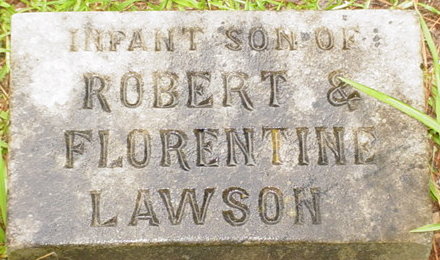 INFANT SON OF
ROBERT &
FLORENTINE
LAWSON